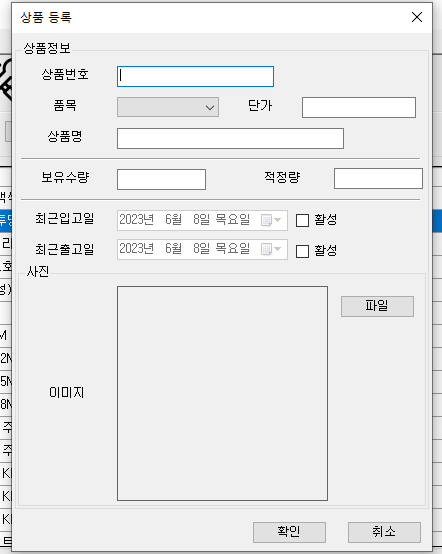 상품 등록
상품정보
상품번호
품목 단가
상품명
보유수량 적정량
최근입고일 2023년 6월 8일 목요일 활성
최근출고일 2023년 6월 8일 목요일 활성
사진
파일
이미지
확인 취소